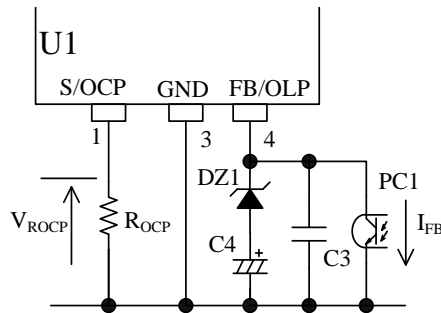 U1
S/OCP GND FB/OLP
1 3 4
DZ1
PC1
V_ROCP R_OCP I_FB
C4 C3
+